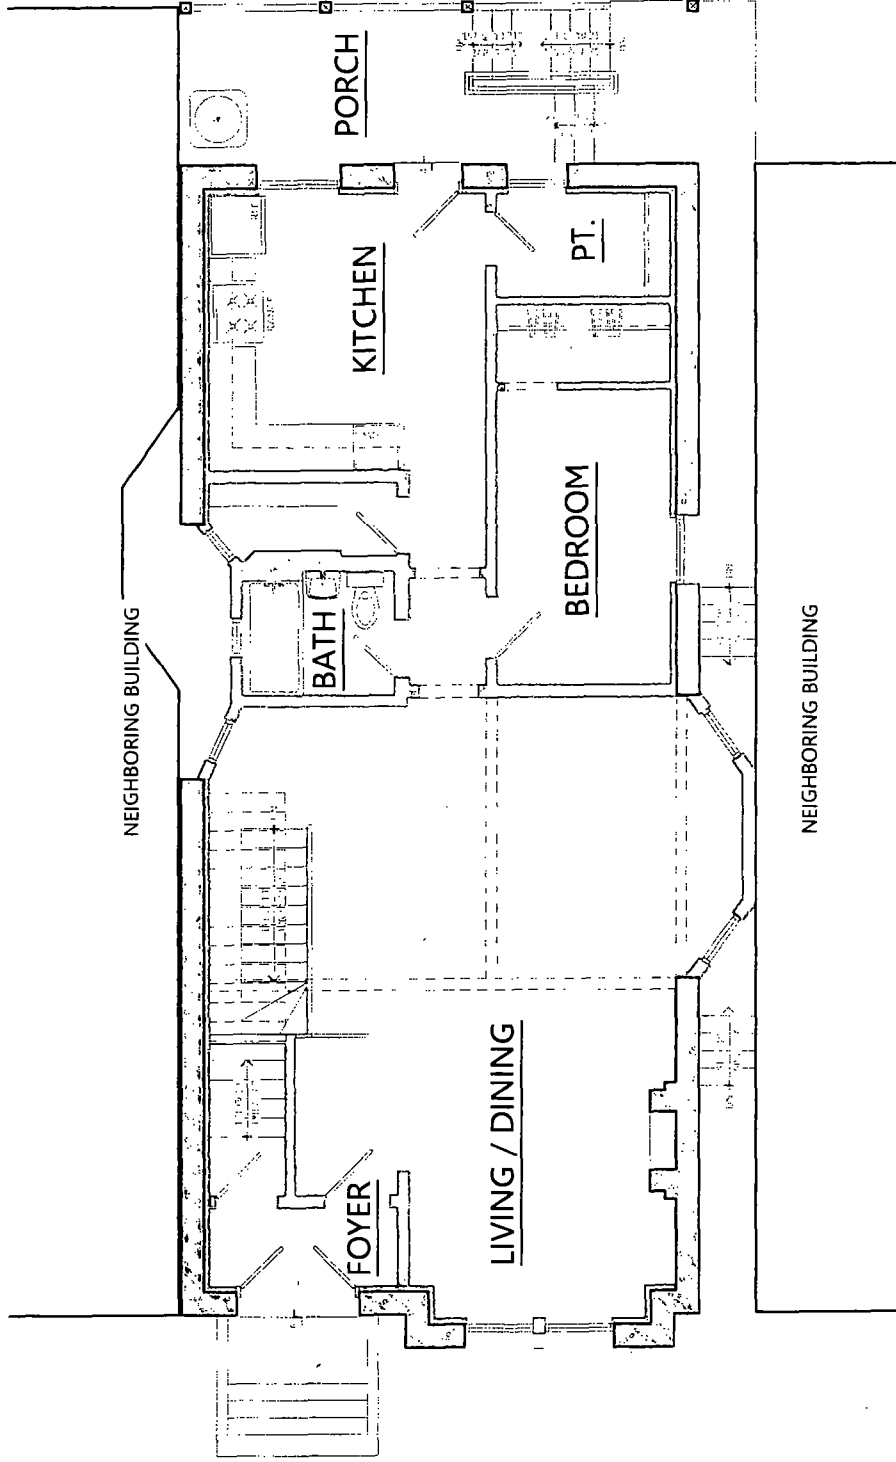 NEIGHBORING BUILDING
PORCH
KITCHEN
PT.
BATH
BEDROOM
FOYER
LIVING / DINING
NEIGHBORING BUILDING